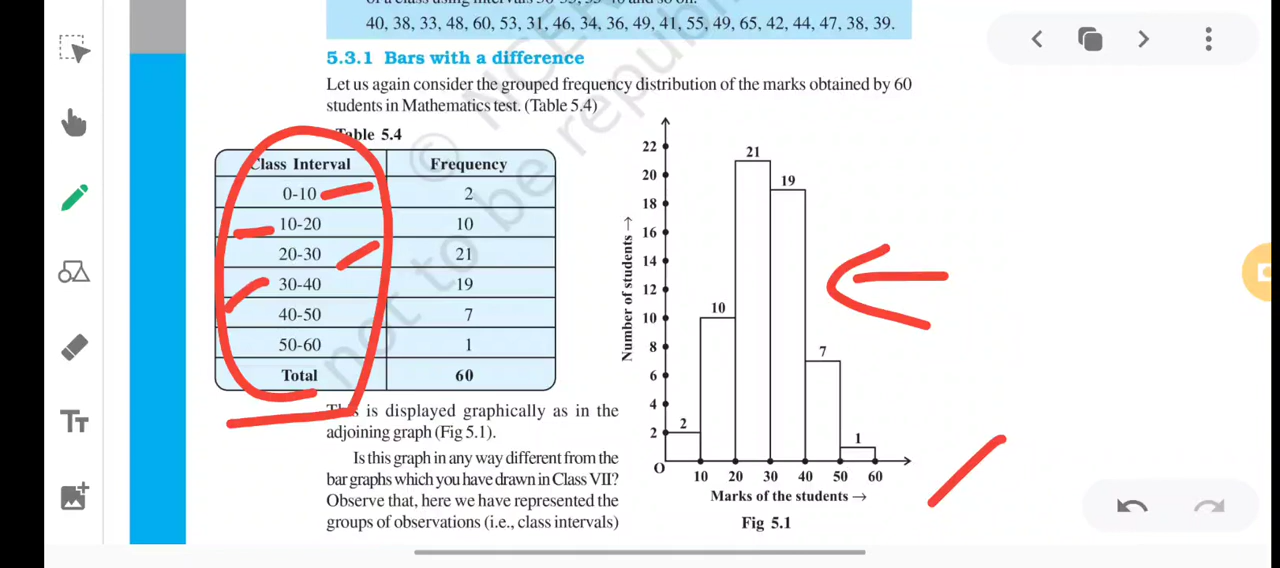 40, 38, 33, 48, 60, 53, 31, 46, 34, 36, 49, 41, 55, 49, 65, 42, 44, 47, 38, 39.
5.3.1 Bars with a difference
Let us again consider the grouped frequency distribution of the marks obtained by 60
students in Mathematics test. (Table 5.4)
Table 5.4
Class Interval Frequency
0-10 2
10-20 10
20-30 21
30-40 19
40-50 7
50-60 1
Total 60
This is displayed graphically as in the
adjoining graph (Fig 5.1).
Is this graph in any way different from the
bar graphs which you have drawn in Class VII?
Observe that, here we have represented the
groups of observations (i.e., class intervals)
Number of students →
22
20
18
16
14
12
10
8
6
4
2
O
2
10
21
19
7
1
10 20 30 40 50 60
Marks of the students →
Fig 5.1
© NC
not to be republi
TT